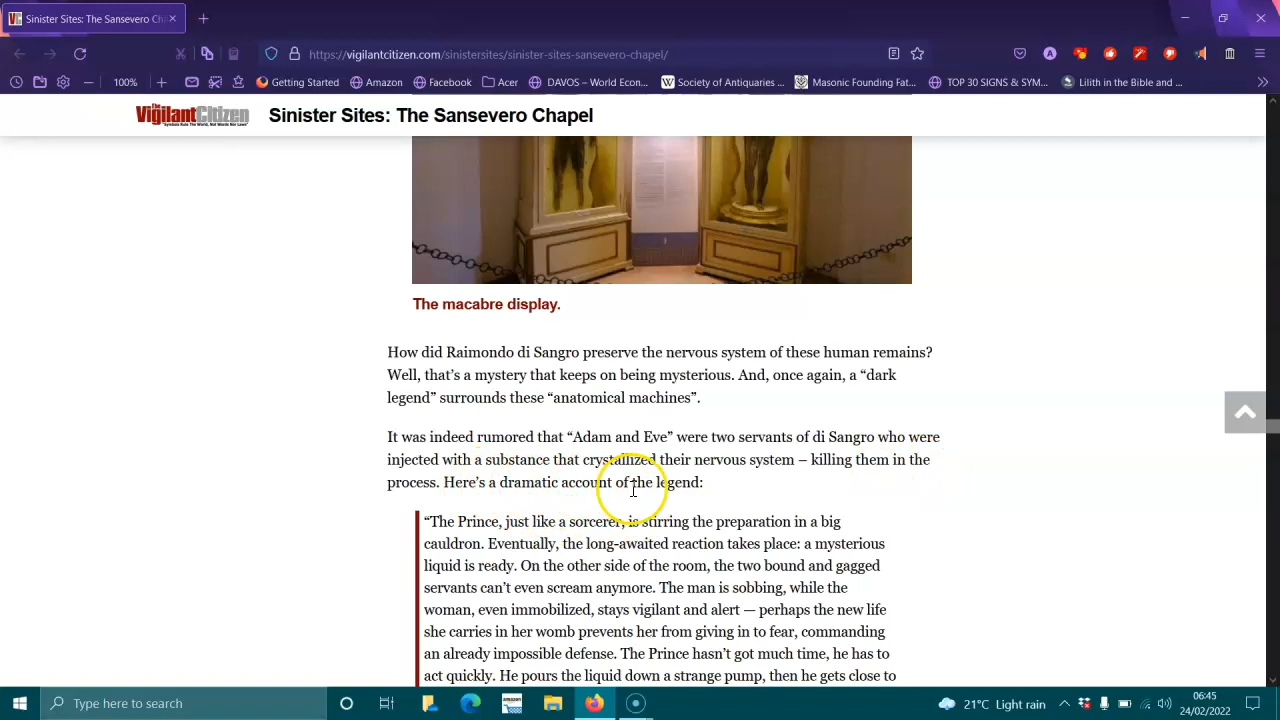 Sinister Sites: The Sansevero Ch
https://vigilantcitizen.com/sinistersites/sinister-sites-sansevero-chapel/
100%
Getting Started
Amazon
Facebook
Acer
DAVOS – World Econ...
Society of Antiquaries ...
Masonic Founding Fat...
TOP 30 SIGNS & SYM...
Lilith in the Bible and ...
The
VigilantCitizen
"Symbols Rule The World, Not Words Nor Laws"
Sinister Sites: The Sansevero Chapel
The macabre display.
How did Raimondo di Sangro preserve the nervous system of these human remains?
Well, that’s a mystery that keeps on being mysterious. And, once again, a “dark
legend” surrounds these “anatomical machines”.
It was indeed rumored that “Adam and Eve” were two servants of di Sangro who were
injected with a substance that crystallized their nervous system – killing them in the
process. Here’s a dramatic account of the legend:
“The Prince, just like a sorcerer, is stirring the preparation in a big
cauldron. Eventually, the long-awaited reaction takes place: a mysterious
liquid is ready. On the other side of the room, the two bound and gagged
servants can’t even scream anymore. The man is sobbing, while the
woman, even immobilized, stays vigilant and alert — perhaps the new life
she carries in her womb prevents her from giving in to fear, commanding
an already impossible defense. The Prince hasn’t got much time, he has to
act quickly. He pours the liquid down a strange pump, then he gets close to
Type here to search
amazon
21°C Light rain
06:45
24/02/2022